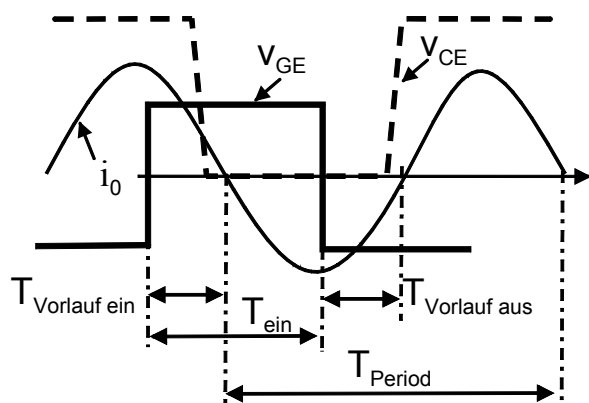 v_GE
v_CE
i_0
T_Vorlauf ein
T_ein
T_Vorlauf aus
T_Period